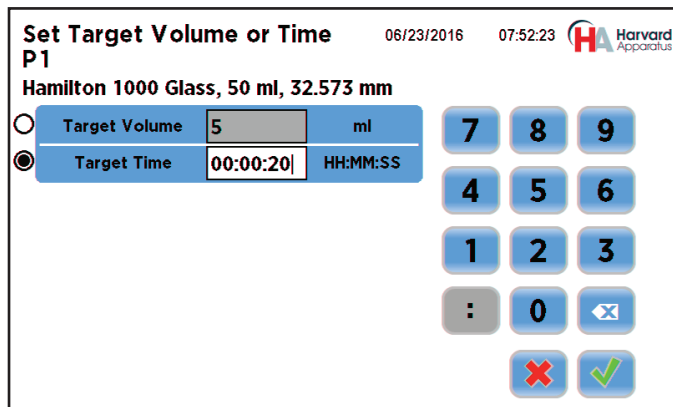 Set Target Volume or Time 06/23/2016 07:52:23 HA Harvard
P1 Apparatus
Hamilton 1000 Glass, 50 ml, 32.573 mm
Target Volume 5 ml
Target Time 00:00:20 HH:MM:SS
7 8 9
4 5 6
1 2 3
: 0